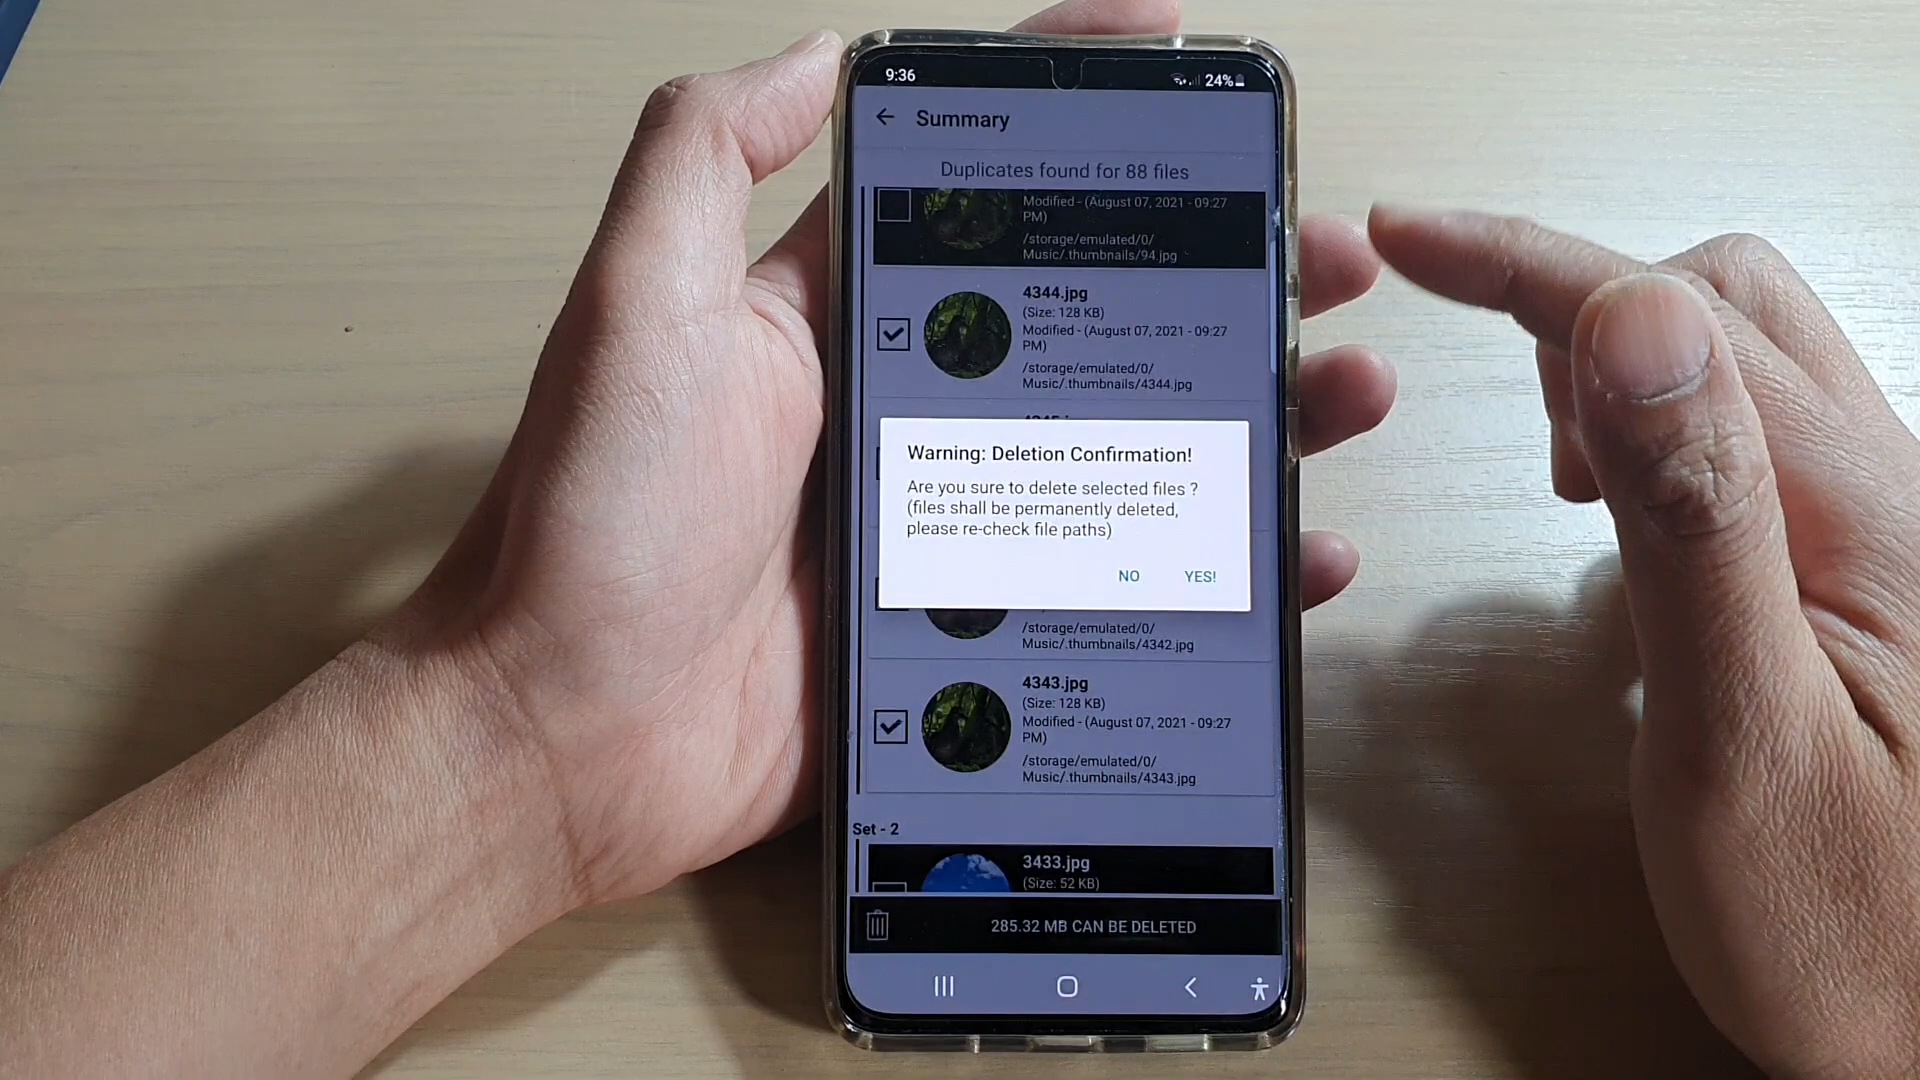 9:36
24%
Summary
Duplicates found for 88 files
Modified - (August 07, 2021 - 09:27
PM)
/storage/emulated/0/
Music/.thumbnails/94.jpg
4344.jpg
(Size: 128 KB)
Modified - (August 07, 2021 - 09:27
PM)
/storage/emulated/0/
Music/.thumbnails/4344.jpg
Warning: Deletion Confirmation!
Are you sure to delete selected files ?
(files shall be permanently deleted,
please re-check file paths)
NO YES!
/storage/emulated/0/
Music/.thumbnails/4342.jpg
4343.jpg
(Size: 128 KB)
Modified - (August 07, 2021 - 09:27
PM)
/storage/emulated/0/
Music/.thumbnails/4343.jpg
Set - 2
3433.jpg
(Size: 52 KB)
285.32 MB CAN BE DELETED